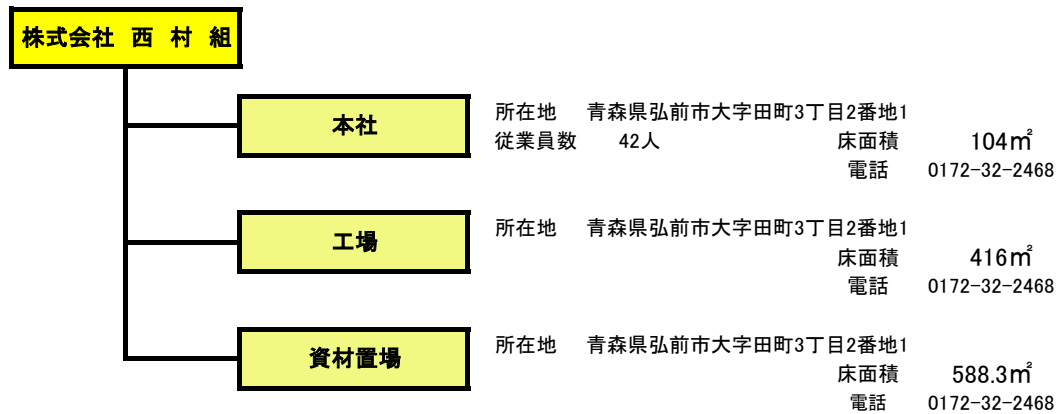 株式会社 西 村 組
本社
所在地 青森県弘前市大字田町3丁目2番地1
従業員数 42人 床面積 104㎡
電話 0172-32-2468
工場
所在地 青森県弘前市大字田町3丁目2番地1
床面積 416㎡
電話 0172-32-2468
資材置場
所在地 青森県弘前市大字田町3丁目2番地1
床面積 588.3㎡
電話 0172-32-2468